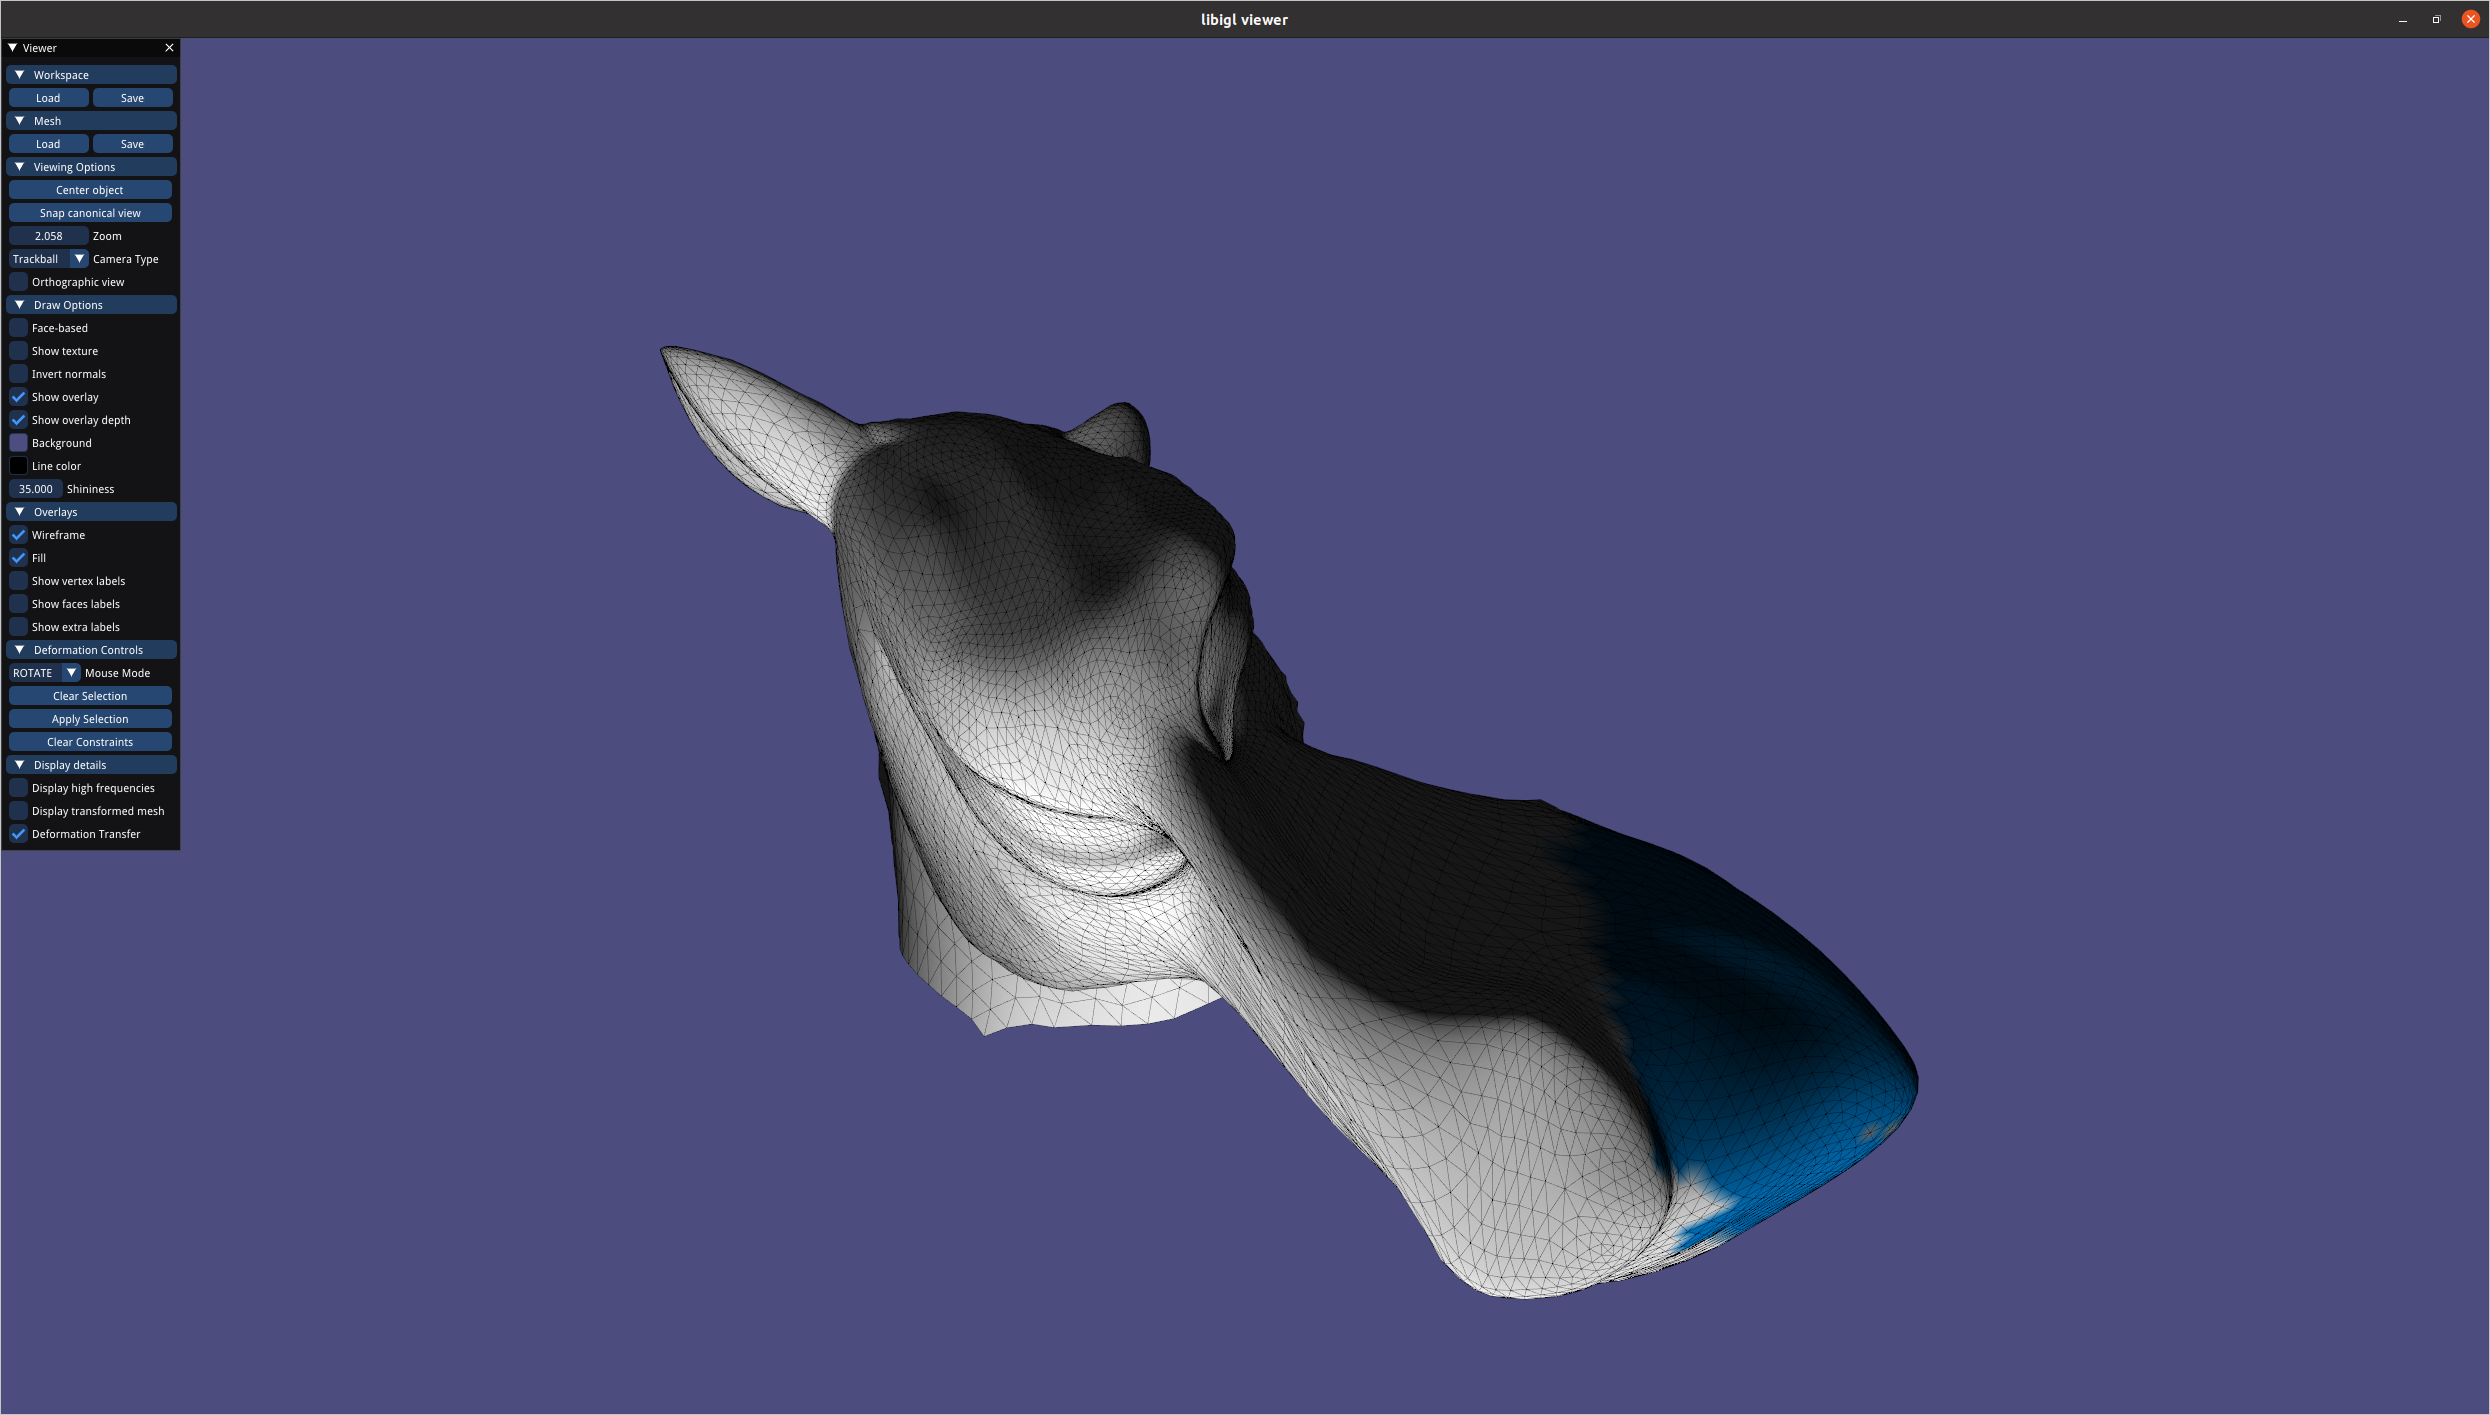 libigl viewer
Viewer
Workspace
Load Save
Mesh
Load Save
Viewing Options
Center object
Snap canonical view
2.058 Zoom
Trackball Camera Type
Orthographic view
Draw Options
Face-based
Show texture
Invert normals
Show overlay
Show overlay depth
Background
Line color
35.000 Shininess
Overlays
Wireframe
Fill
Show vertex labels
Show faces labels
Show extra labels
Deformation Controls
ROTATE Mouse Mode
Clear Selection
Apply Selection
Clear Constraints
Display details
Display high frequencies
Display transformed mesh
Deformation Transfer